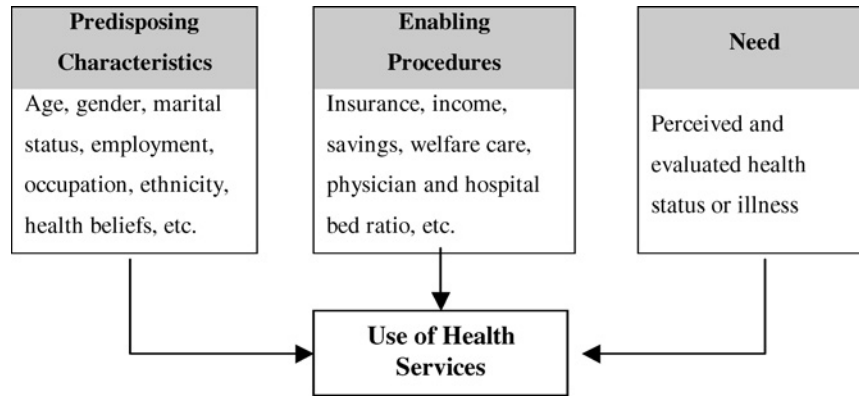 Predisposing
Characteristics
Age, gender, marital
status, employment,
occupation, ethnicity,
health beliefs, etc.
Enabling
Procedures
Insurance, income,
savings, welfare care,
physician and hospital
bed ratio, etc.
Need
Perceived and
evaluated health
status or illness
Use of Health
Services